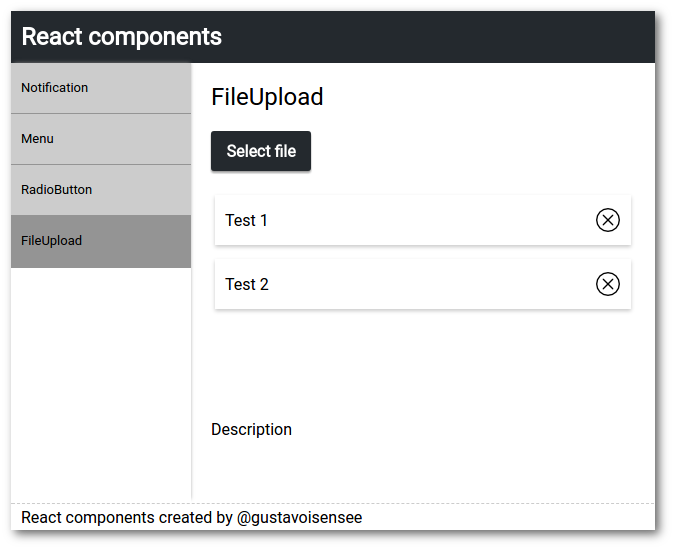 React components
Notification
Menu
RadioButton
FileUpload
FileUpload
Select file
Test 1
Test 2
Description
React components created by @gustavoisensee